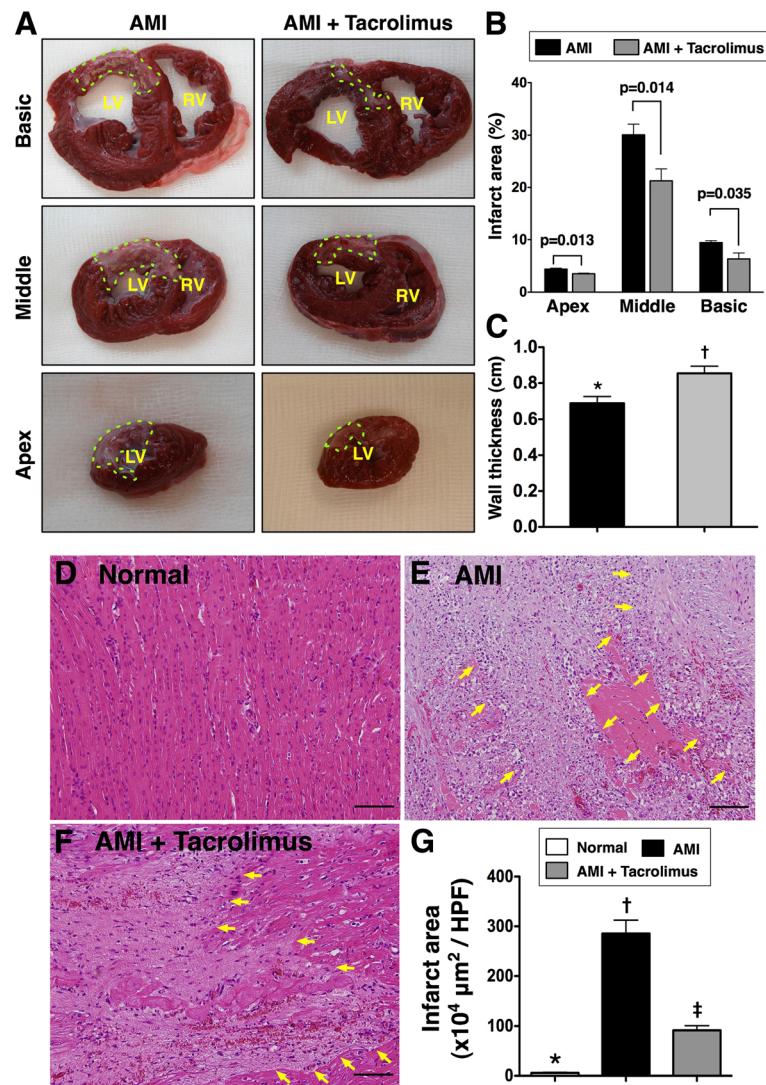 A
AMI
AMI + Tacrolimus
Basic
LV
RV
LV
RV
Middle
LV
RV
LV
RV
Apex
LV
LV
B
AMI
AMI + Tacrolimus
Infarct area (%)
40
30
20
10
0
p=0.013
p=0.014
p=0.035
Apex
Middle
Basic
C
Wall thickness (cm)
1.0
0.8
0.6
0.4
0.2
0.0
*
†
D Normal
E AMI
F AMI + Tacrolimus
G
Normal
AMI
AMI + Tacrolimus
Infarct area
(x10⁴ µm² / HPF)
400
300
200
100
0
*
†
‡